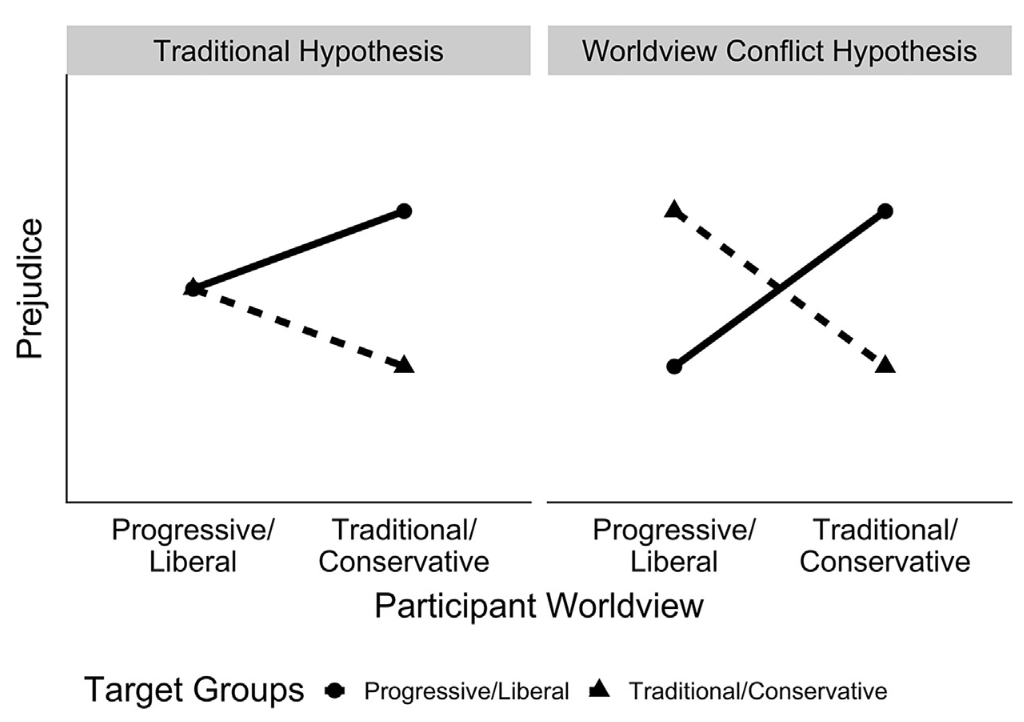 Traditional Hypothesis
Worldview Conflict Hypothesis
Prejudice
Progressive/
Liberal
Traditional/
Conservative
Progressive/
Liberal
Traditional/
Conservative
Participant Worldview
Target Groups Progressive/Liberal Traditional/Conservative